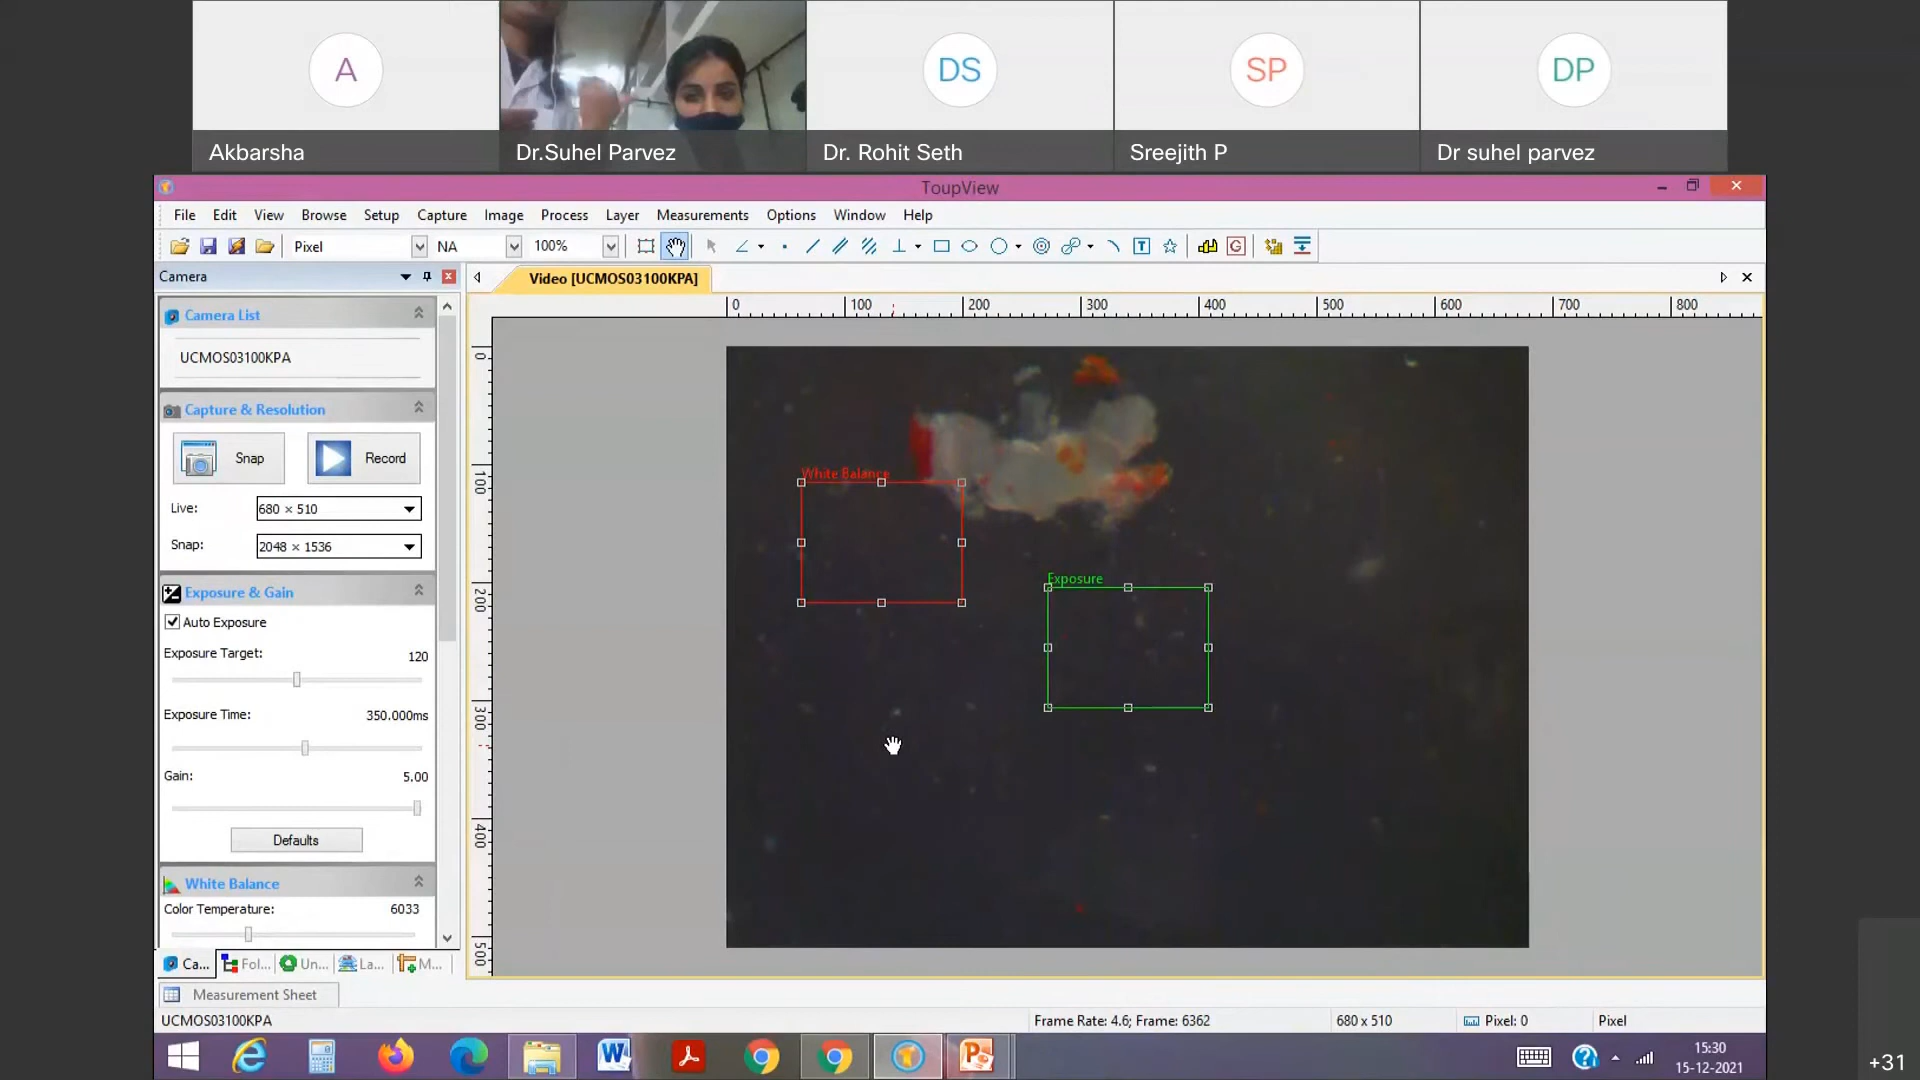 A
DS
SP
DP
Akbarsha
Dr.Suhel Parvez
Dr. Rohit Seth
Sreejith P
Dr suhel parvez
ToupView
File Edit View Browse Setup Capture Image Process Layer Measurements Options Window Help
Pixel NA 100%
Camera
Video [UCMOS03100KPA]
0 100 200 300 400 500 600 700 800
Camera List
UCMOS03100KPA
Capture & Resolution
Snap Record
Live: 680 × 510
Snap: 2048 × 1536
Exposure & Gain
Auto Exposure
Exposure Target: 120
Exposure Time: 350.000ms
Gain: 5.00
Defaults
White Balance
Color Temperature: 6033
0
100
200
300
400
500
White Balance
Exposure
Ca... Fol... Un... La... M...
Measurement Sheet
UCMOS03100KPA
Frame Rate: 4.6; Frame: 6362
680 x 510
Pixel: 0
Pixel
15:30
15-12-2021
+31